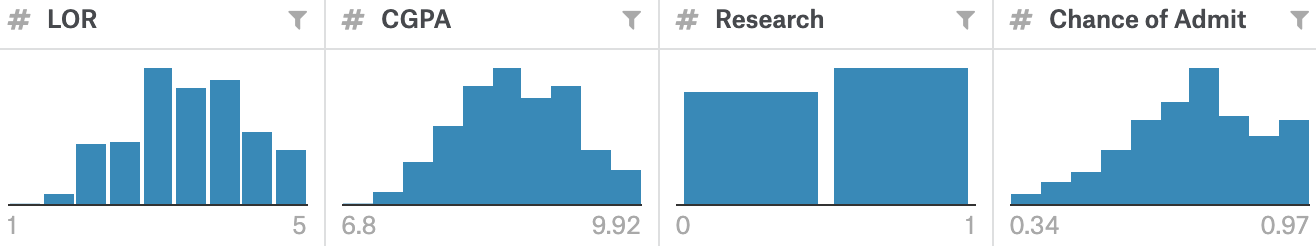 # LOR
# CGPA
# Research
# Chance of Admit
1 5
6.8 9.92
0 1
0.34 0.97